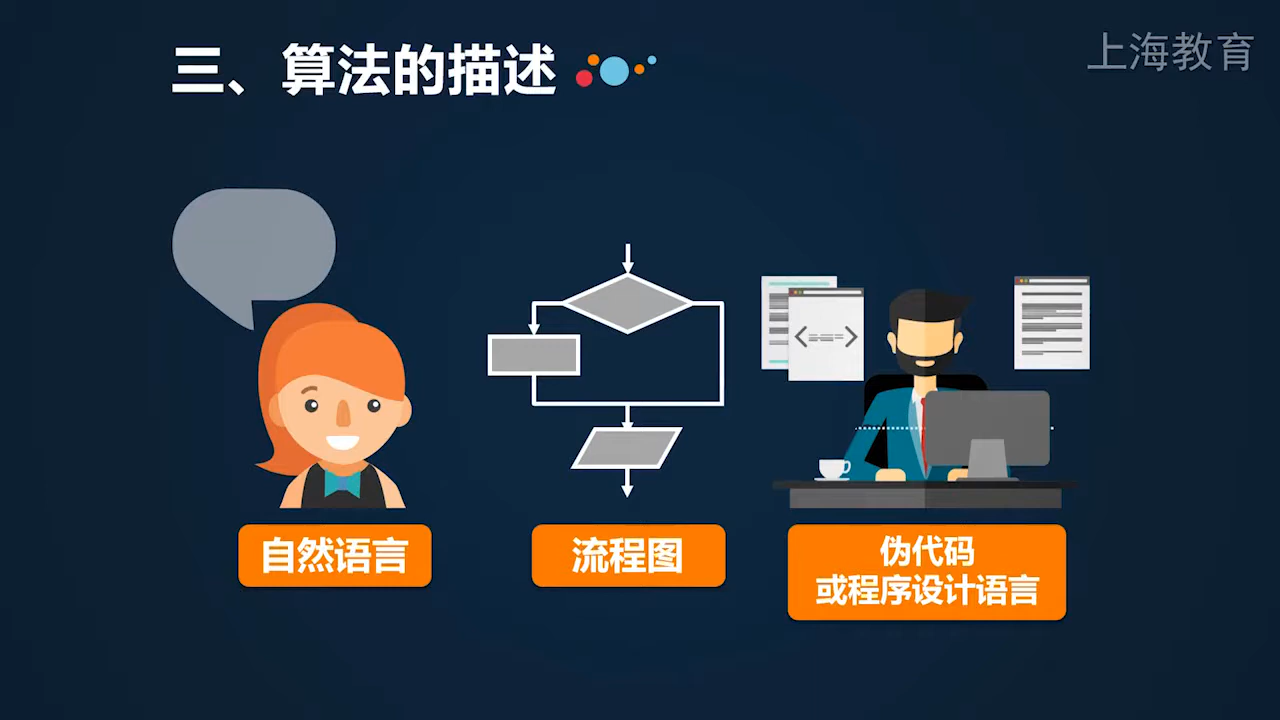 三、算法的描述
上海教育
自然语言
流程图
伪代码
或程序设计语言